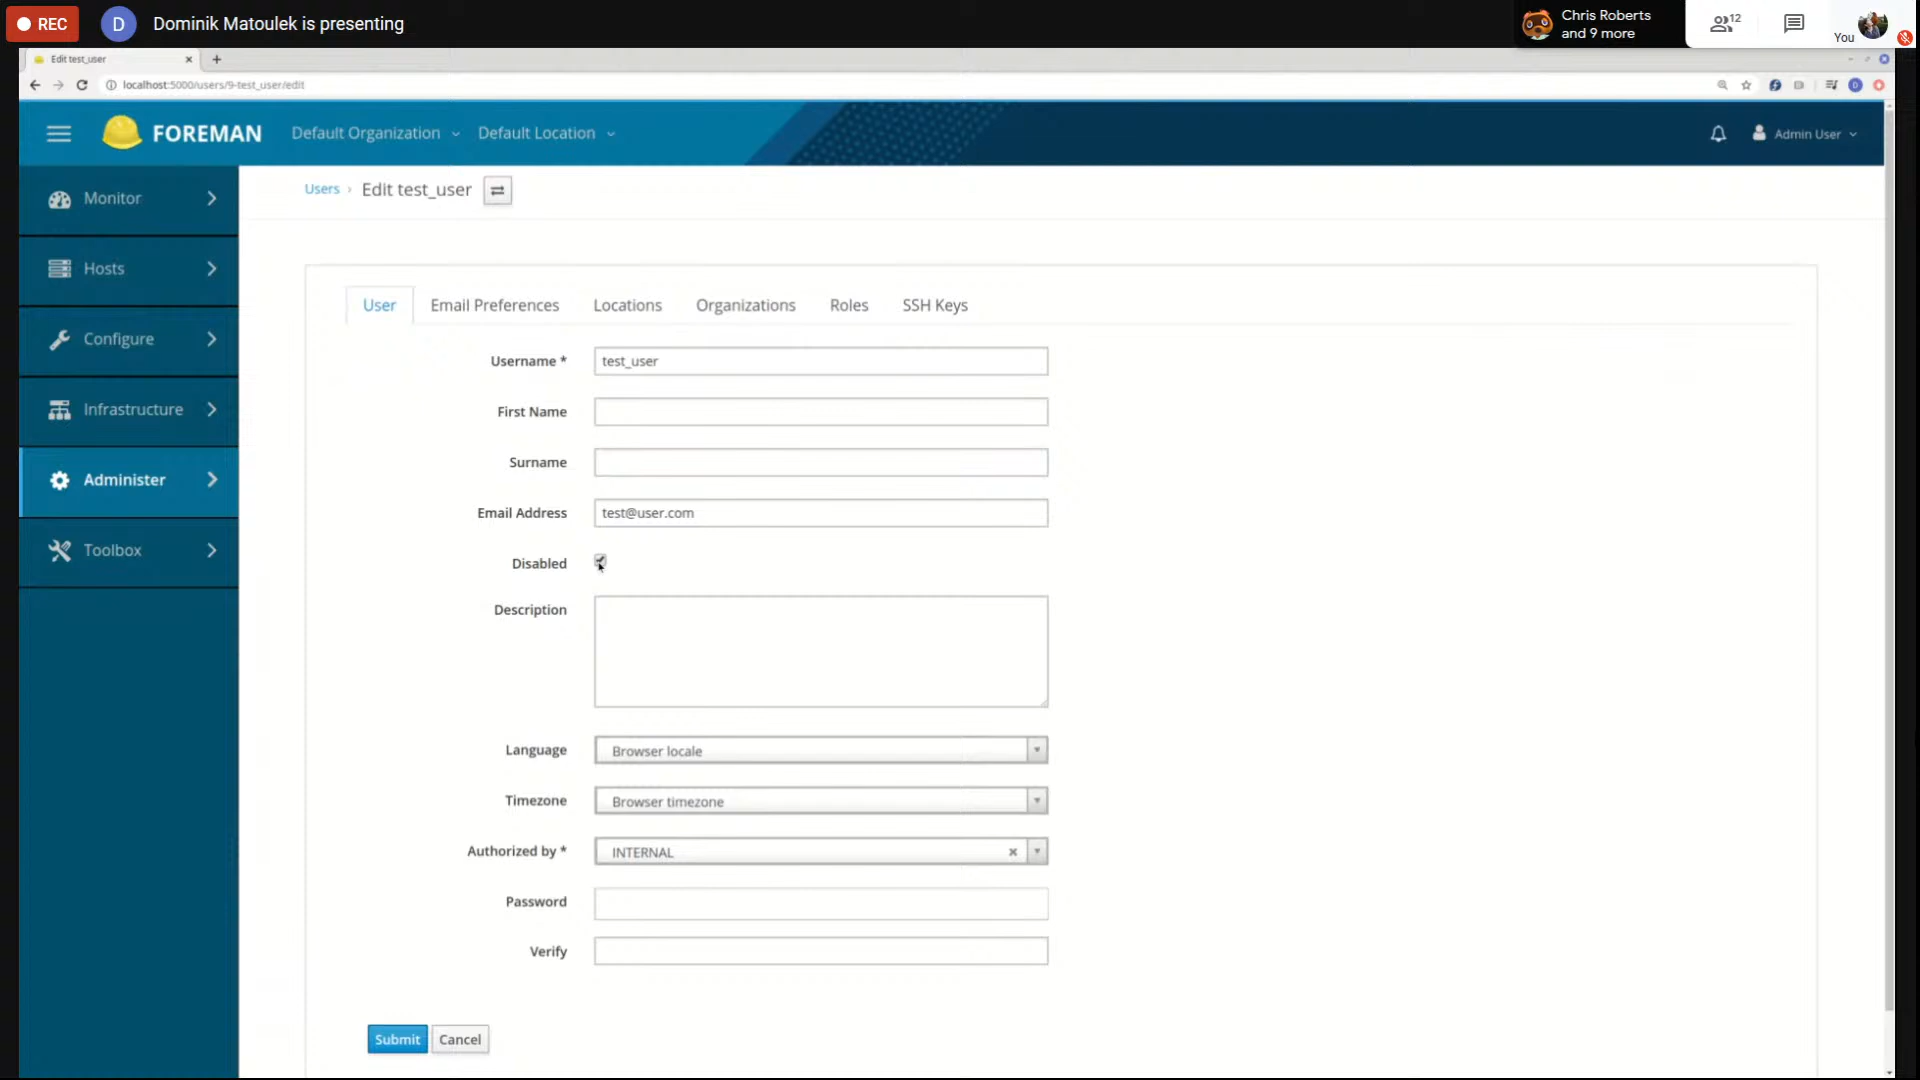 REC
D
Dominik Matoulek is presenting
Chris Roberts
and 9 more
12
You
Edit test_user
localhost:5000/users/9-test_user/edit
D
FOREMAN
Default Organization
Default Location
Admin User
Monitor
Hosts
Configure
Infrastructure
Administer
Toolbox
Users › Edit test_user
User
Email Preferences
Locations
Organizations
Roles
SSH Keys
Username *
test_user
First Name
Surname
Email Address
test@user.com
Disabled
Description
Language
Browser locale
Timezone
Browser timezone
Authorized by *
INTERNAL
Password
Verify
Submit
Cancel